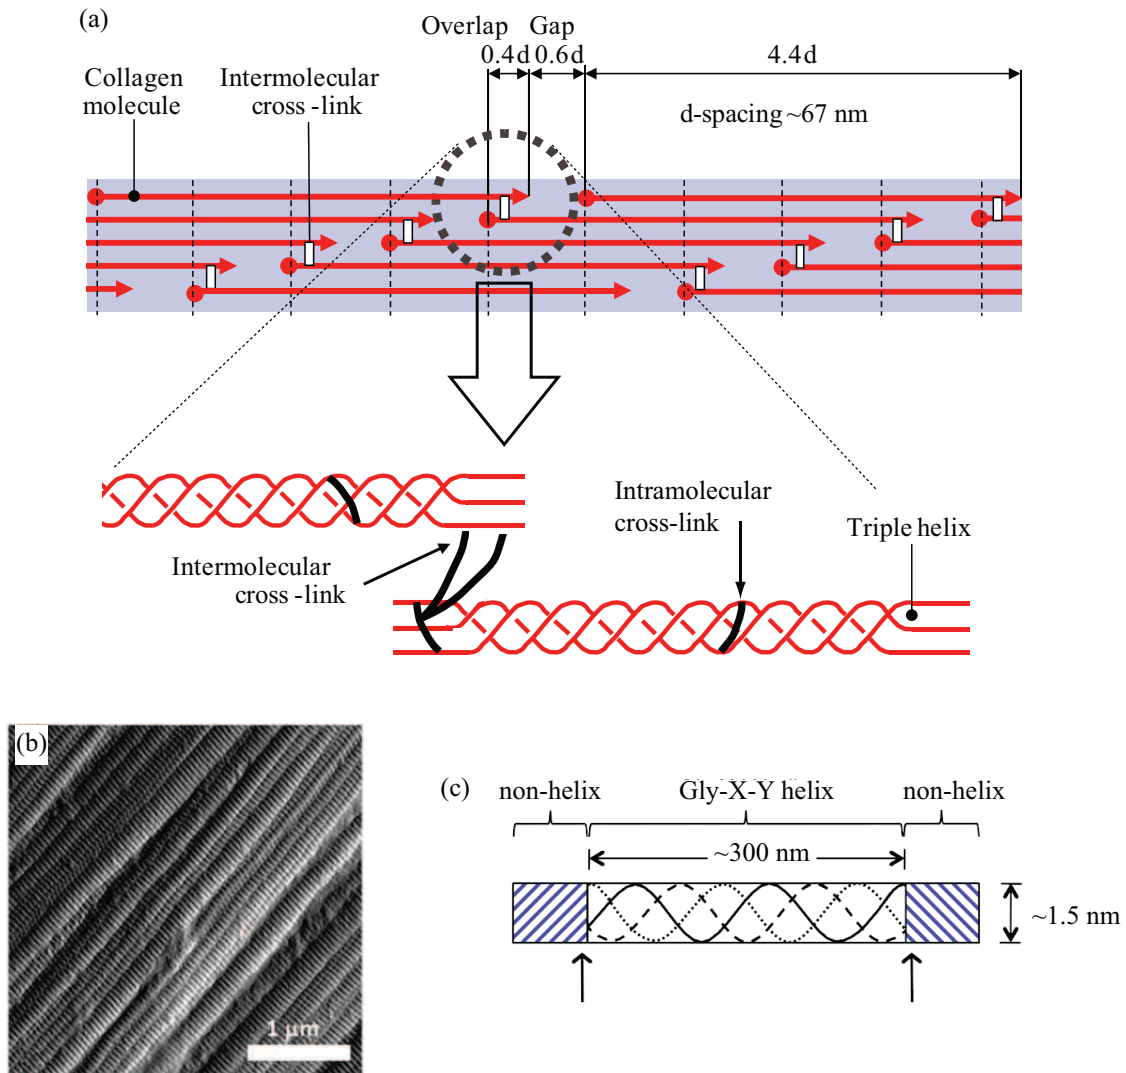 (a)
Overlap Gap
0.4d 0.6d 4.4d
Collagen
molecule
Intermolecular
cross -link
d-spacing ~67 nm
Intramolecular
cross-link
Triple helix
Intermolecular
cross -link
(b)
1 µm
(c)
non-helix Gly-X-Y helix non-helix
~300 nm
~1.5 nm